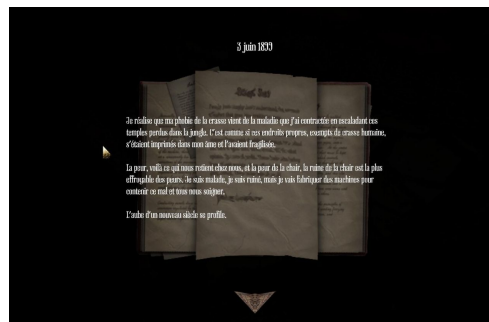 3 juin 1899
Je réalise que ma phobie de la crasse vient de la maladie que j'ai contractée en escaladant ces
temples perdus dans la jungle. C'est comme si ces endroits propres, exempts de crasse humaine,
s'étaient imprimés dans mon âme et l'avaient fragilisée.
La peur, voilà ce qui nous retient chez nous, et la peur de la chair, la ruine de la chair est la plus
effroyable des peurs. Je suis malade, je suis ruiné, mais je vais fabriquer des machines pour
contenir ce mal et tous nous soigner.
L'aube d'un nouveau siècle se profile.